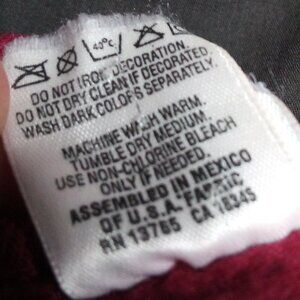 40°C
DO NOT IRON DECORATION.
DO NOT DRY CLEAN IF DECORATED.
WASH DARK COLORS SEPARATELY.
MACHINE WASH WARM.
TUMBLE DRY MEDIUM.
USE NON-CHLORINE BLEACH
ONLY IF NEEDED.
ASSEMBLED IN MEXICO
OF U.S.A. FABRIC
RN 13765 CA 18345